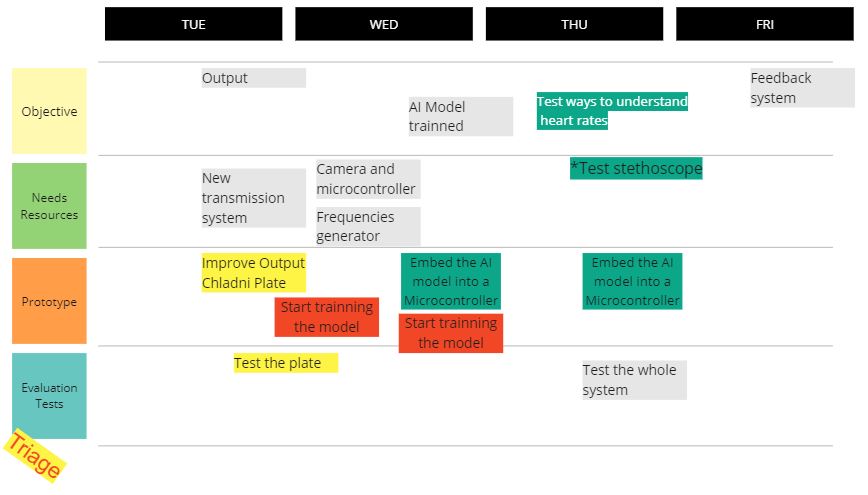 TUE
WED
THU
FRI
Objective
Output
AI Model
trainned
Test ways to understand
heart rates
Feedback
system
Needs
Resources
New
transmission
system
Camera and
microcontroller
Frequencies
generator
*Test stethoscope
Prototype
Improve Output
Chladni Plate
Start trainning
the model
Embed the AI
model into a
Microcontroller
Start trainning
the model
Embed the AI
model into a
Microcontroller
Evaluation
Tests
Test the plate
Test the whole
system
Triage